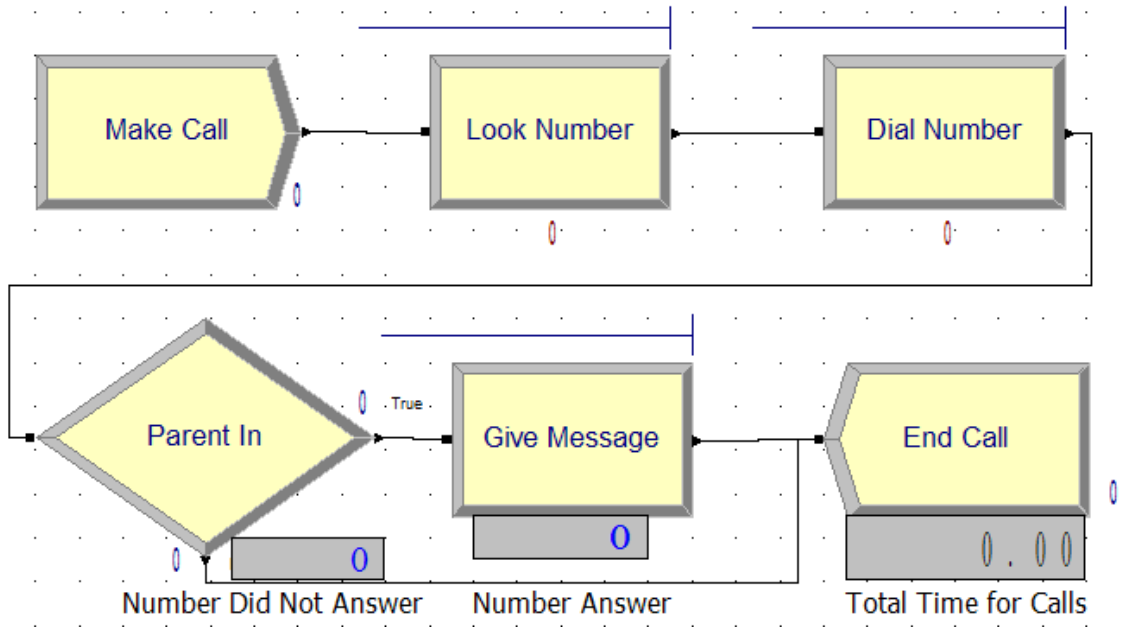 Make Call
Look Number
Dial Number
0
0
0
0
True
Parent In
Give Message
End Call
0
0
0
0
0.00
Number Did Not Answer
Number Answer
Total Time for Calls